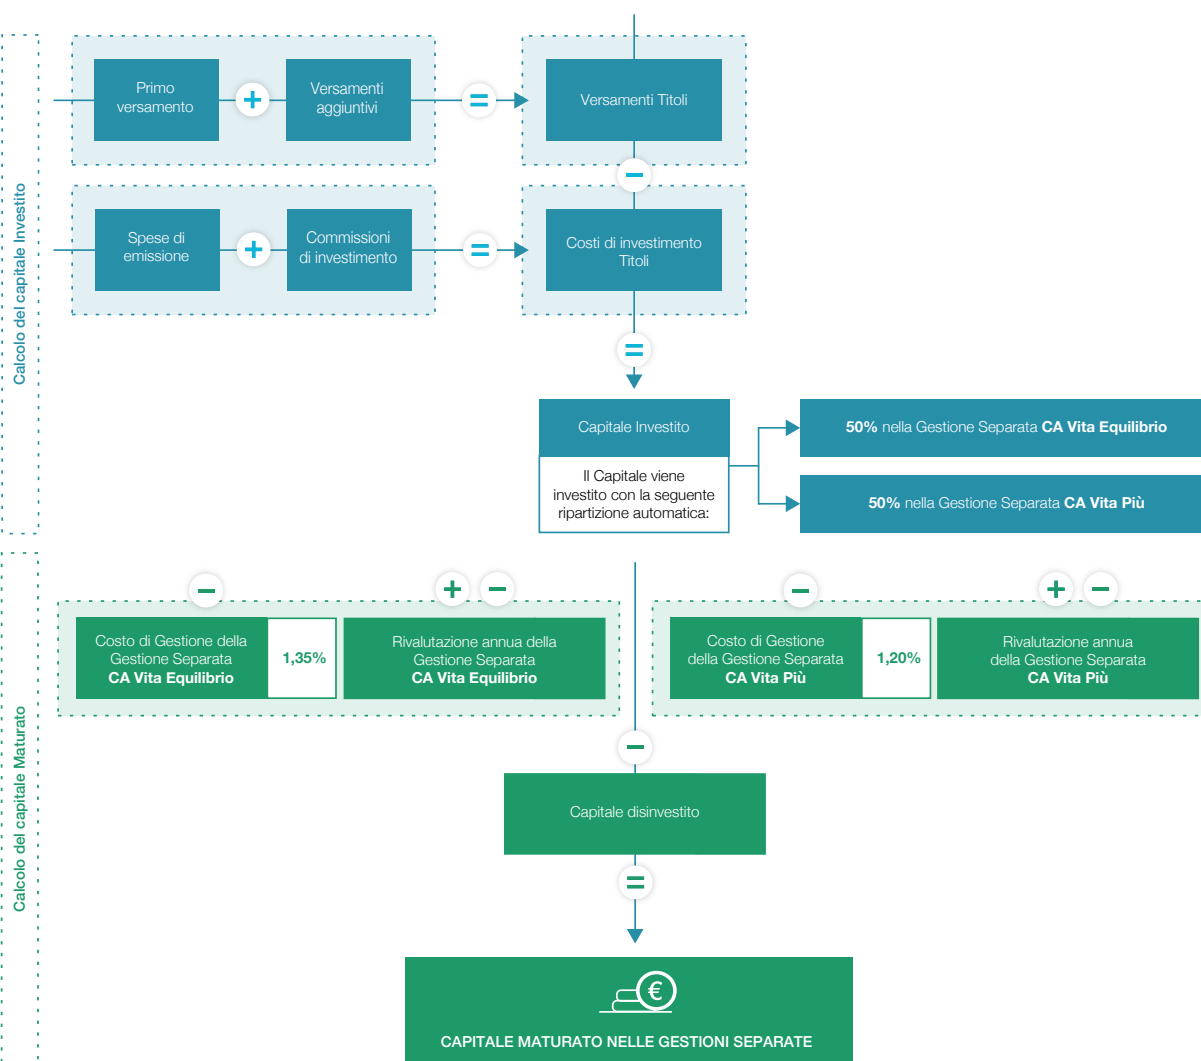 Calcolo del capitale Investito
Primo
versamento
+
Versamenti
aggiuntivi
=
Versamenti Titoli
−
Spese di
emissione
+
Commissioni
di investimento
=
Costi di investimento
Titoli
=
Capitale Investito
Il Capitale viene
investito con la seguente
ripartizione automatica:
50% nella Gestione Separata CA Vita Equilibrio
50% nella Gestione Separata CA Vita Più
Calcolo del capitale Maturato
−
+ −
Costo di Gestione della
Gestione Separata
CA Vita Equilibrio
1,35%
Rivalutazione annua della
Gestione Separata
CA Vita Equilibrio
−
+ −
Costo di Gestione
della Gestione Separata
CA Vita Più
1,20%
Rivalutazione annua
della Gestione Separata
CA Vita Più
−
Capitale disinvestito
=
€
CAPITALE MATURATO NELLE GESTIONI SEPARATE